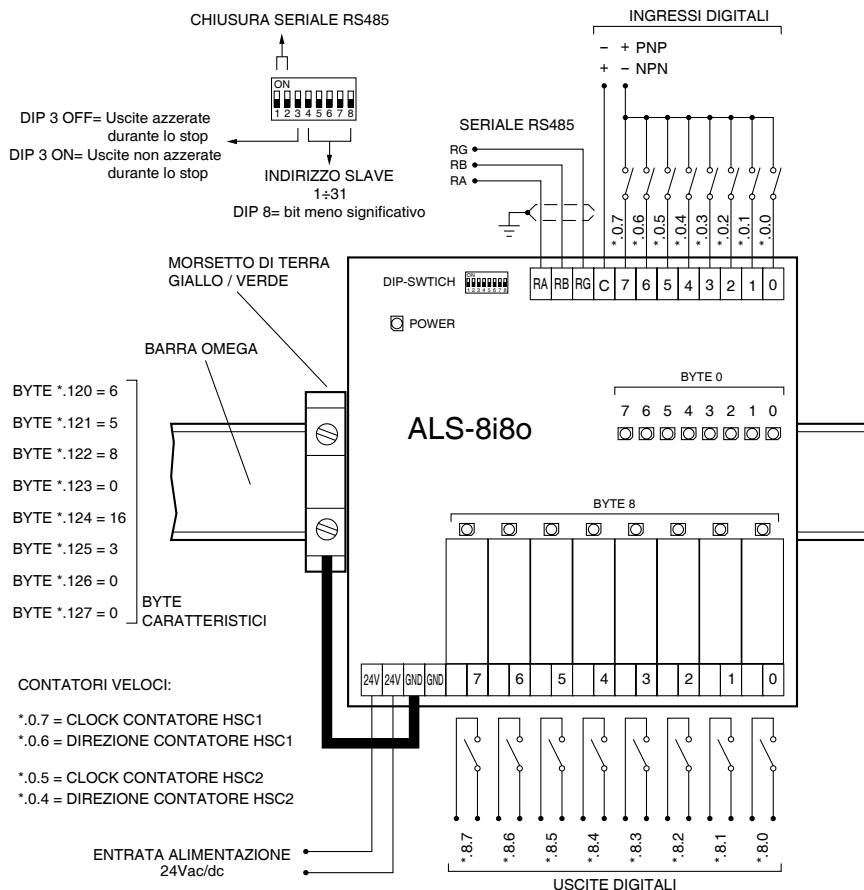 CHIUSURA SERIALE RS485
ON
1 2 3 4 5 6 7 8
DIP 3 OFF= Uscite azzerate
durante lo stop
DIP 3 ON= Uscite non azzerate
durante lo stop
INDIRIZZO SLAVE
1÷31
DIP 8= bit meno significativo
INGRESSI DIGITALI
− + PNP
+ − NPN
SERIALE RS485
RG
RB
RA
*.0.7 *.0.6 *.0.5 *.0.4 *.0.3 *.0.2 *.0.1 *.0.0
MORSETTO DI TERRA
GIALLO / VERDE
BARRA OMEGA
DIP-SWTICH
ON
1 2 3 4 5 6 7 8
RA RB RG C 7 6 5 4 3 2 1 0
POWER
BYTE 0
7 6 5 4 3 2 1 0
ALS-8i8o
BYTE 8
BYTE *.120 = 6
BYTE *.121 = 5
BYTE *.122 = 8
BYTE *.123 = 0
BYTE *.124 = 16
BYTE *.125 = 3
BYTE *.126 = 0
BYTE *.127 = 0
BYTE
CARATTERISTICI
24V 24V GND GND 7 6 5 4 3 2 1 0
CONTATORI VELOCI:
*.0.7 = CLOCK CONTATORE HSC1
*.0.6 = DIREZIONE CONTATORE HSC1
*.0.5 = CLOCK CONTATORE HSC2
*.0.4 = DIREZIONE CONTATORE HSC2
ENTRATA ALIMENTAZIONE
24Vac/dc
*.8.7 *.8.6 *.8.5 *.8.4 *.8.3 *.8.2 *.8.1 *.8.0
USCITE DIGITALI